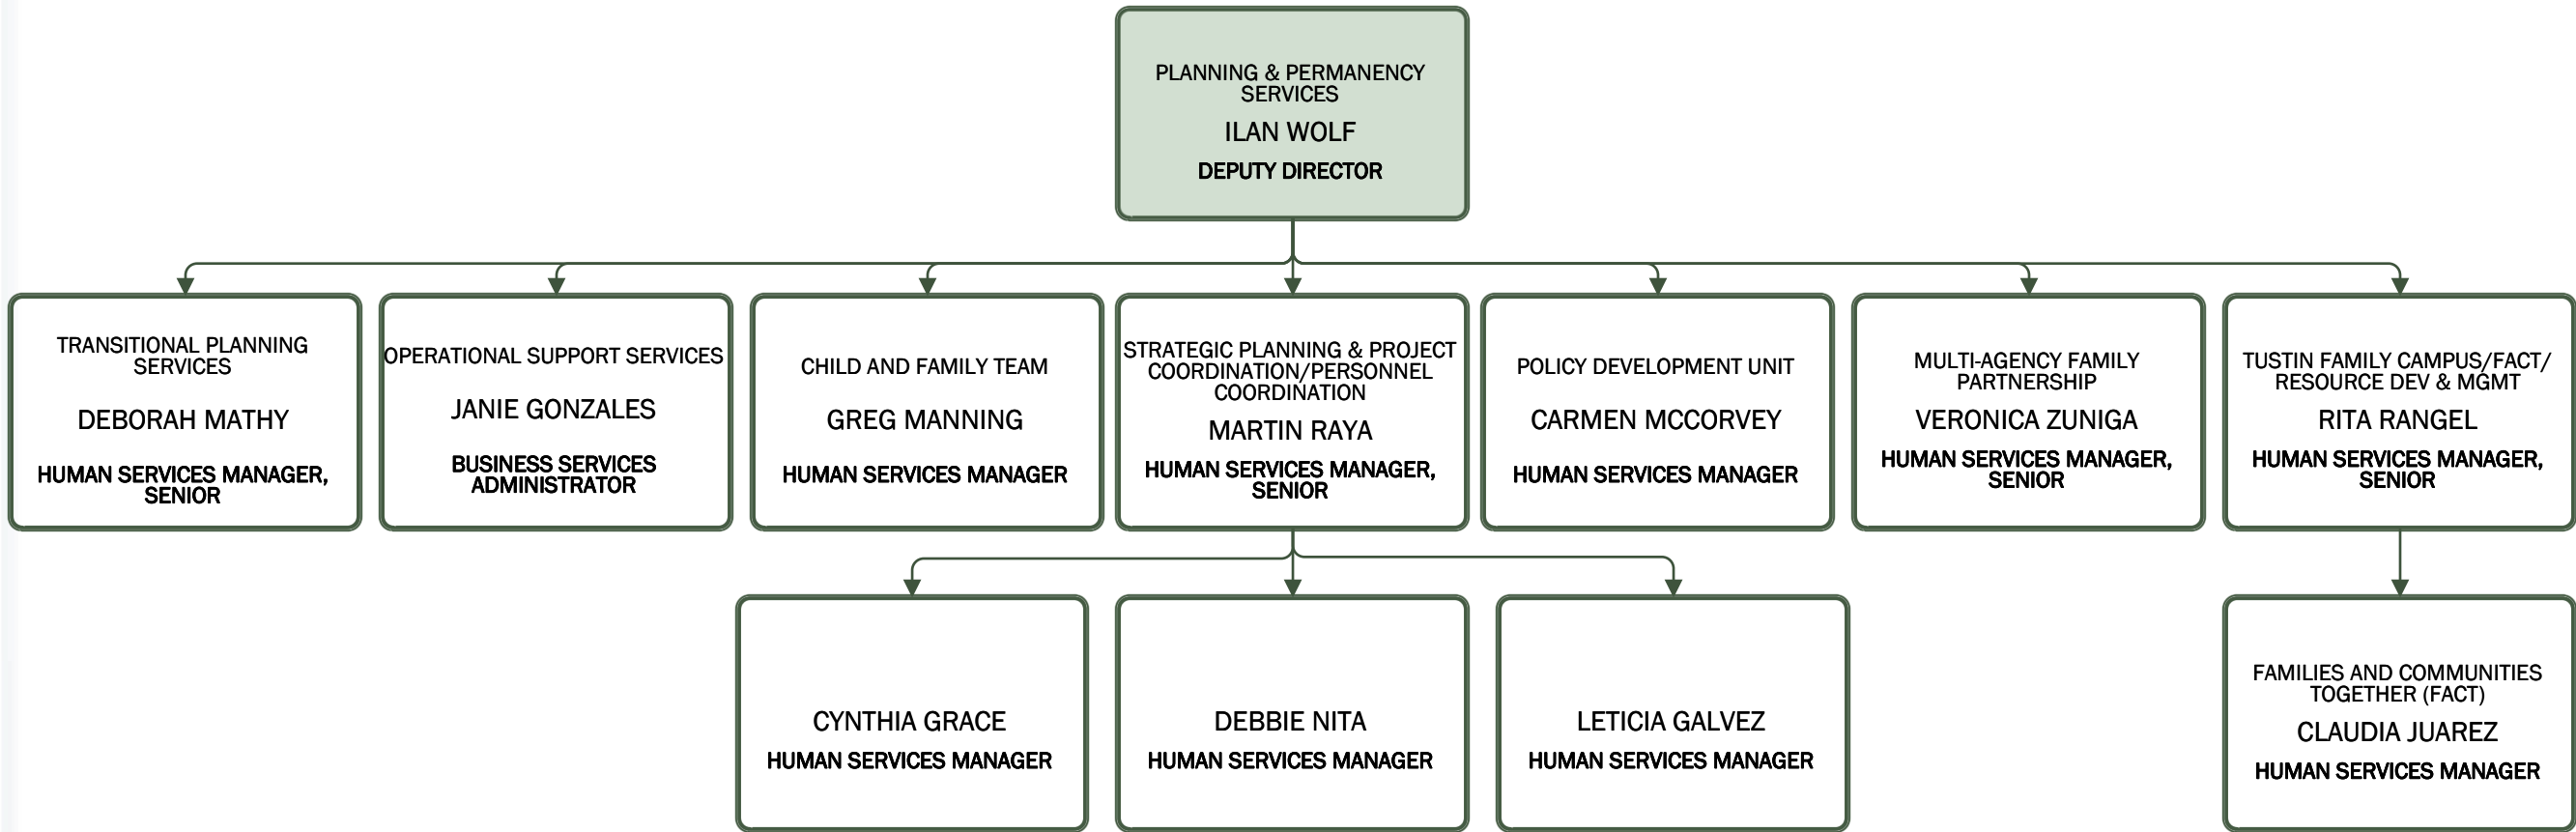 PLANNING & PERMANENCY
SERVICES
ILAN WOLF
DEPUTY DIRECTOR
TRANSITIONAL PLANNING
SERVICES
DEBORAH MATHY
HUMAN SERVICES MANAGER,
SENIOR
OPERATIONAL SUPPORT SERVICES
JANIE GONZALES
BUSINESS SERVICES
ADMINISTRATOR
CHILD AND FAMILY TEAM
GREG MANNING
HUMAN SERVICES MANAGER
STRATEGIC PLANNING & PROJECT
COORDINATION/PERSONNEL
COORDINATION
MARTIN RAYA
HUMAN SERVICES MANAGER,
SENIOR
POLICY DEVELOPMENT UNIT
CARMEN MCCORVEY
HUMAN SERVICES MANAGER
MULTI-AGENCY FAMILY
PARTNERSHIP
VERONICA ZUNIGA
HUMAN SERVICES MANAGER,
SENIOR
TUSTIN FAMILY CAMPUS/FACT/
RESOURCE DEV & MGMT
RITA RANGEL
HUMAN SERVICES MANAGER,
SENIOR
CYNTHIA GRACE
HUMAN SERVICES MANAGER
DEBBIE NITA
HUMAN SERVICES MANAGER
LETICIA GALVEZ
HUMAN SERVICES MANAGER
FAMILIES AND COMMUNITIES
TOGETHER (FACT)
CLAUDIA JUAREZ
HUMAN SERVICES MANAGER